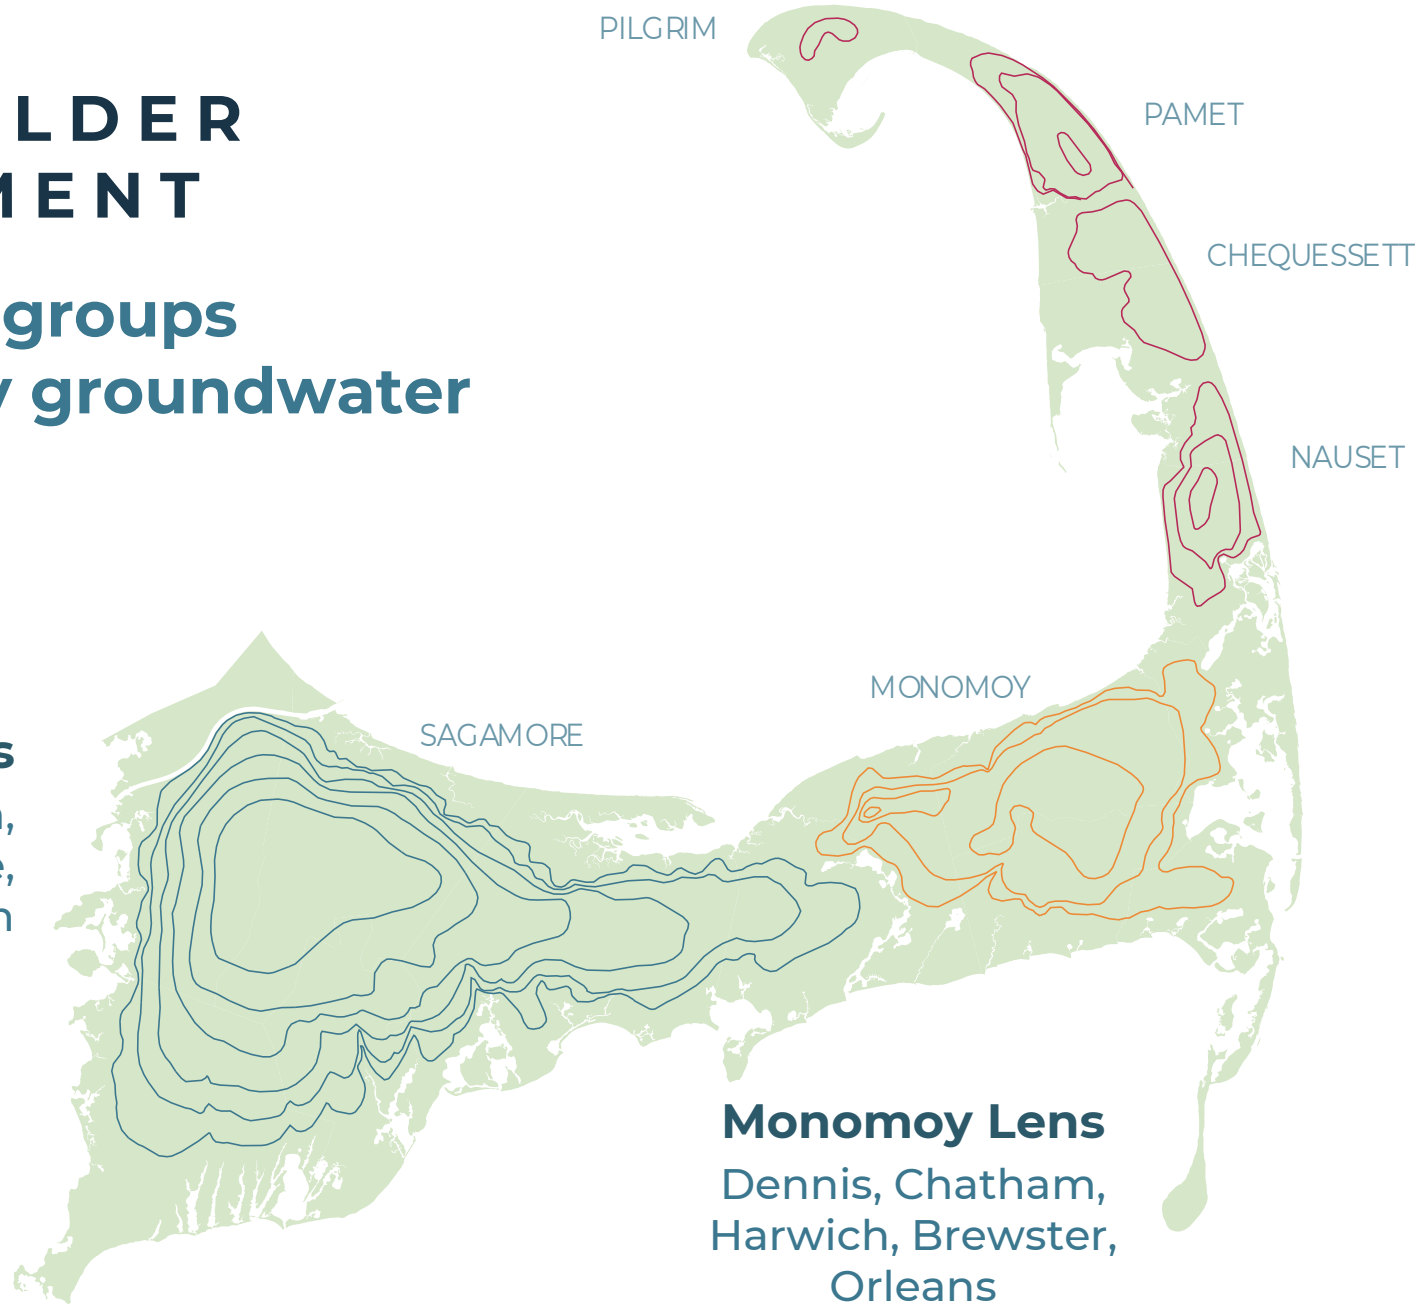 PILGRIM
LDER
MENT
PAMET
groups
y groundwater
CHEQUESSETT
NAUSET
MONOMOY
SAGAMORE
s
,
,
n
Monomoy Lens
Dennis, Chatham,
Harwich, Brewster,
Orleans